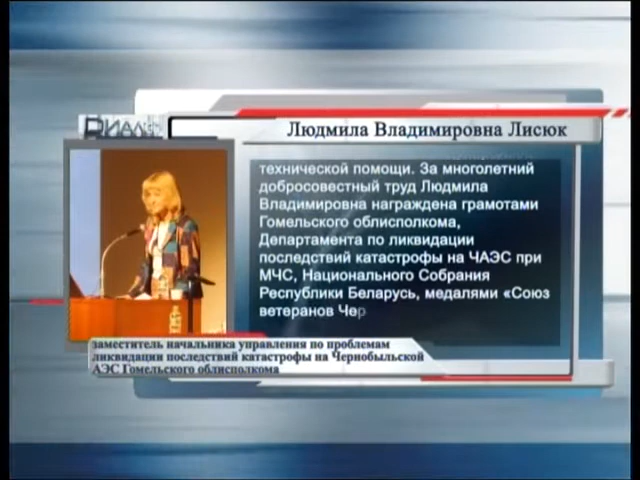 Людмила Владимировна Лисюк
технической помощи. За многолетний
добросовестный труд Людмила
Владимировна награждена грамотами
Гомельского облисполкома,
Департамента по ликвидации
последствий катастрофы на ЧАЭС при
МЧС, Национального Собрания
Республики Беларусь, медалями «Союз
ветеранов Чер
заместитель начальника управления по проблемам
ликвидации последствий катастрофы на Чернобыльской
АЭС Гомельского облисполкома